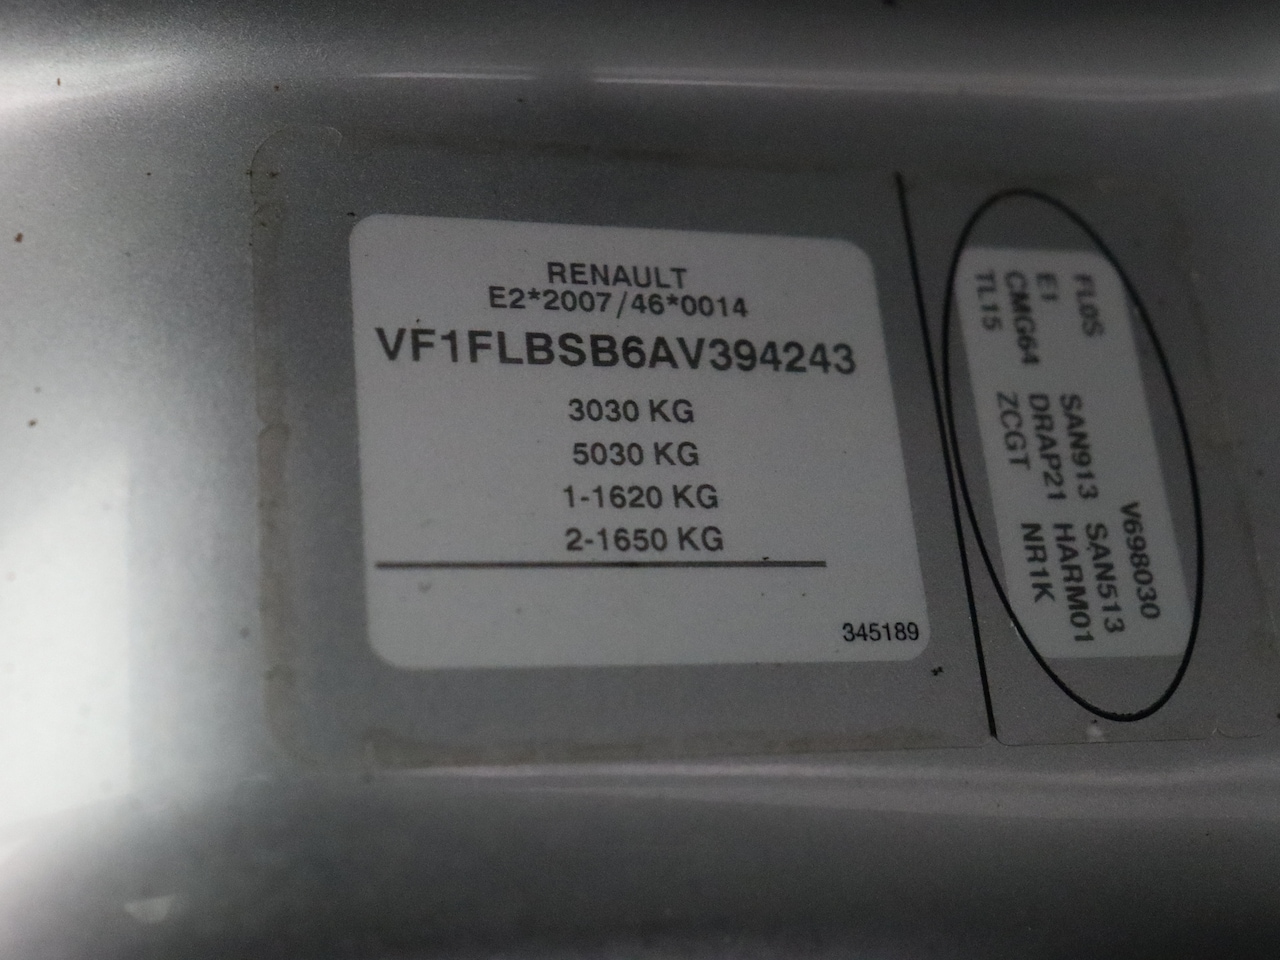 RENAULT
E2*2007/46*0014
VF1FLBSB6AV394243
3030 KG
5030 KG
1-1620 KG
2-1650 KG
345189
FL0S V698030
E1 SAN913 SAN513
CMG64 DRAP21 HARM01
TL15 ZCGT NR1K